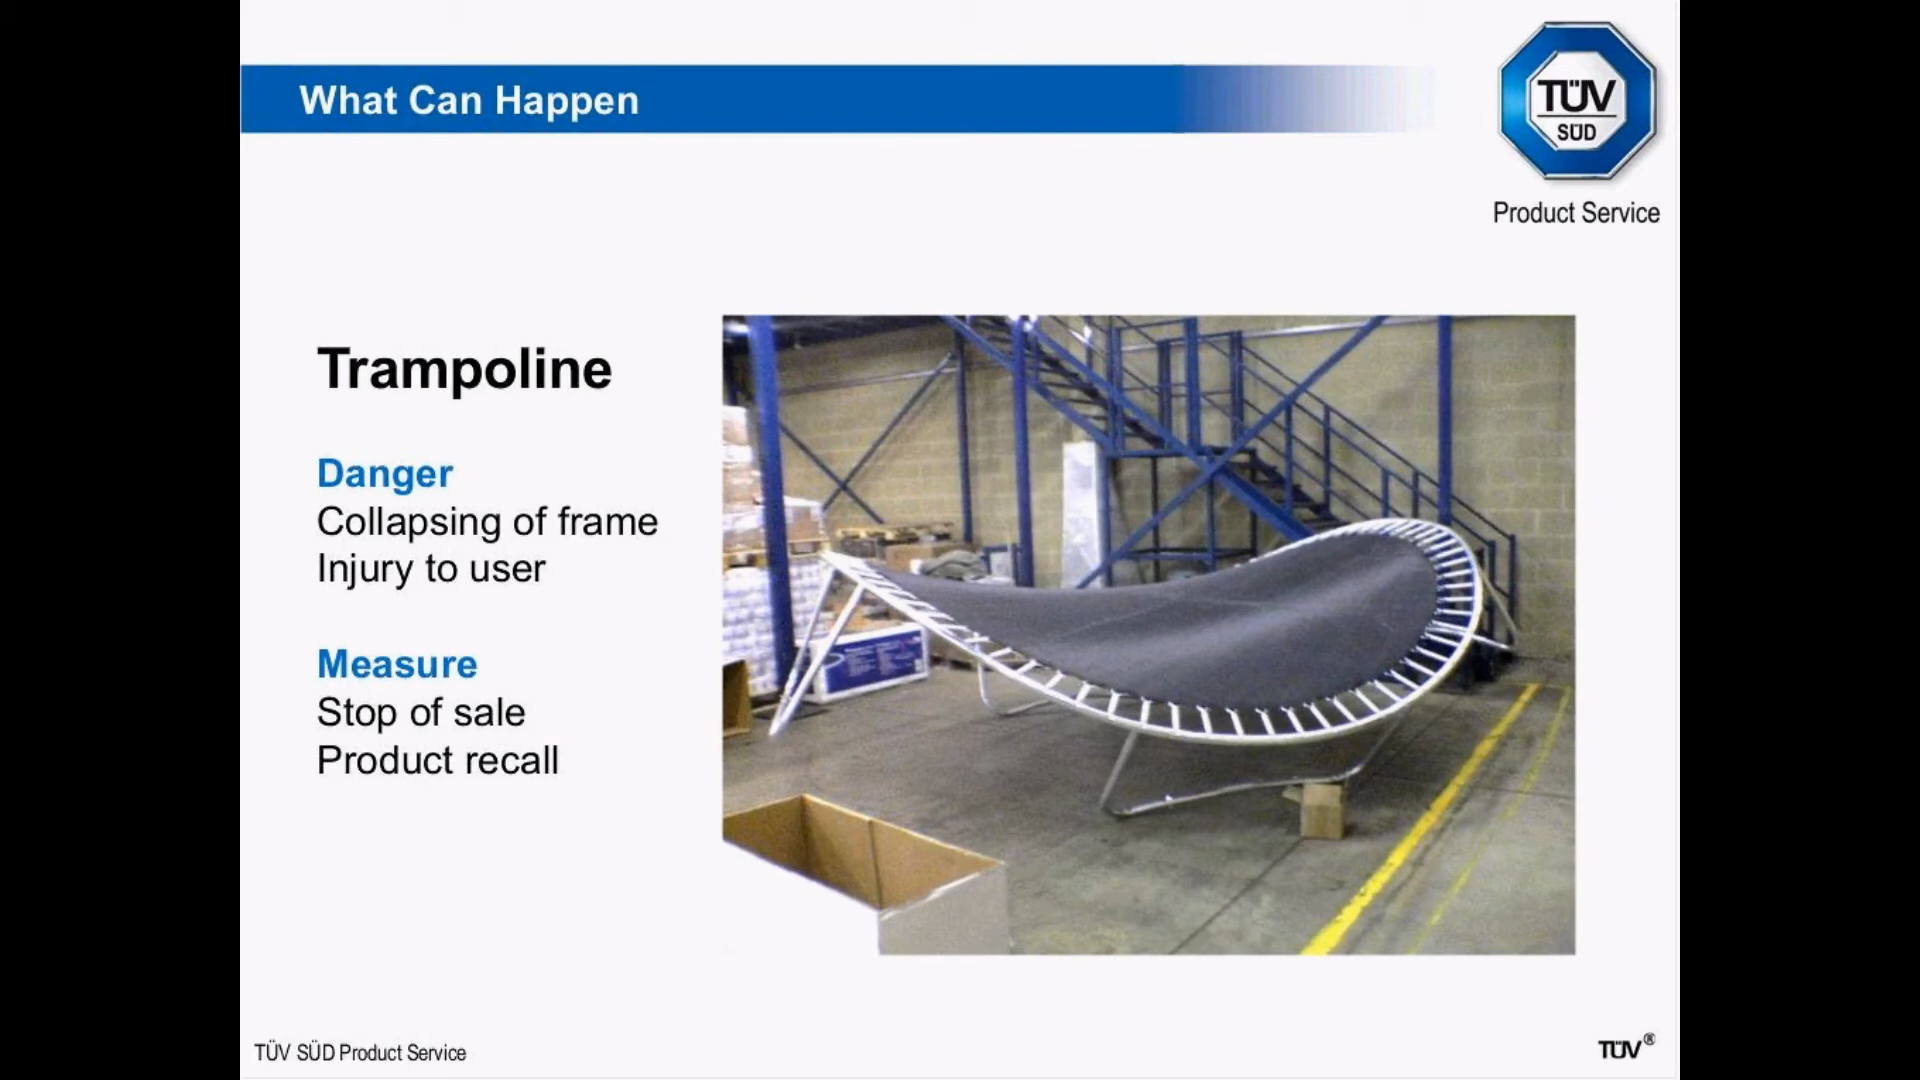 What Can Happen
TÜV
SÜD
Product Service
Trampoline
Danger
Collapsing of frame
Injury to user
Measure
Stop of sale
Product recall
TÜV SÜD Product Service
TÜV®